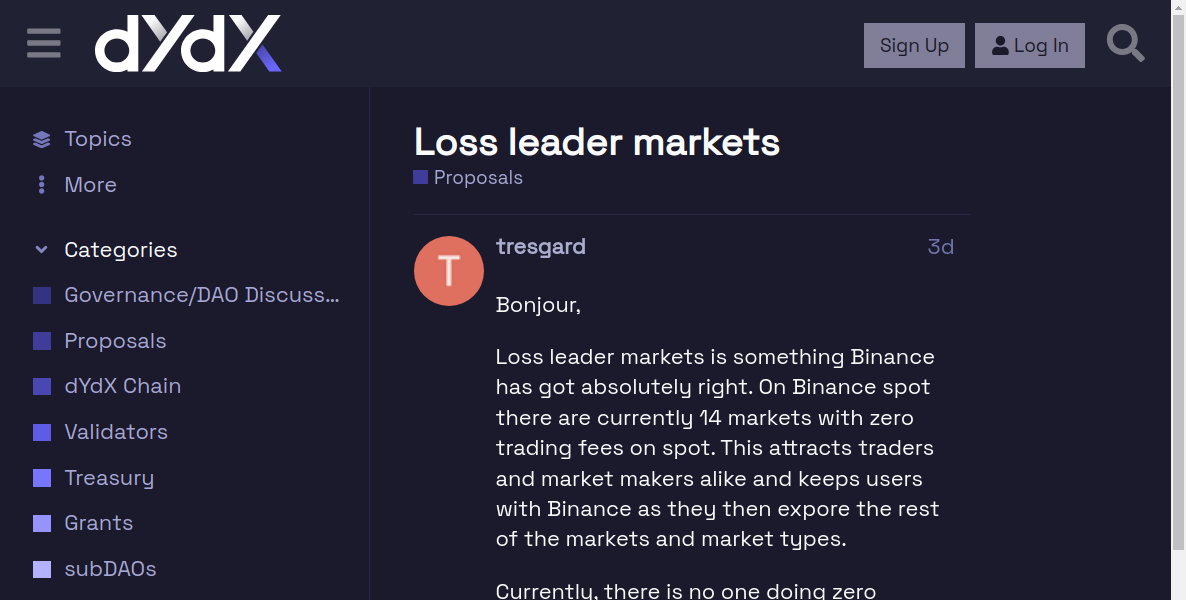 dYdX
Sign Up
Log In
Topics
More
Categories
Governance/DAO Discuss...
Proposals
dYdX Chain
Validators
Treasury
Grants
subDAOs
Loss leader markets
Proposals
T
tresgard
3d
Bonjour,
Loss leader markets is something Binance
has got absolutely right. On Binance spot
there are currently 14 markets with zero
trading fees on spot. This attracts traders
and market makers alike and keeps users
with Binance as they then expore the rest
of the markets and market types.
Currently, there is no one doing zero